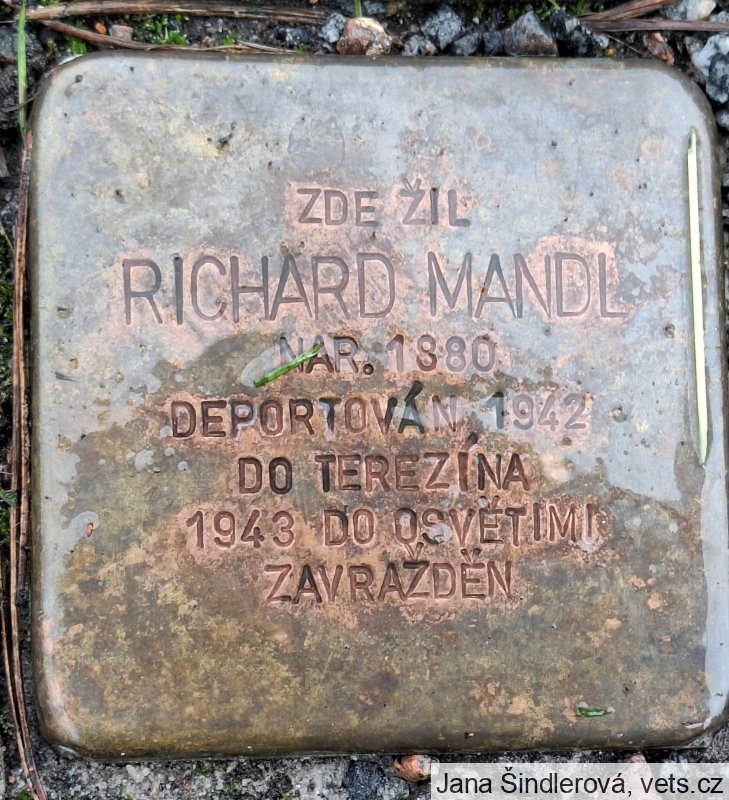 ZDE ŽIL
RICHARD MANDL
NAR. 1880
DEPORTOVÁN 1942
DO TEREZÍNA
1943 DO OSVĚTIMI
ZAVRAŽDĚN
Jana Šindlerová, vets.cz